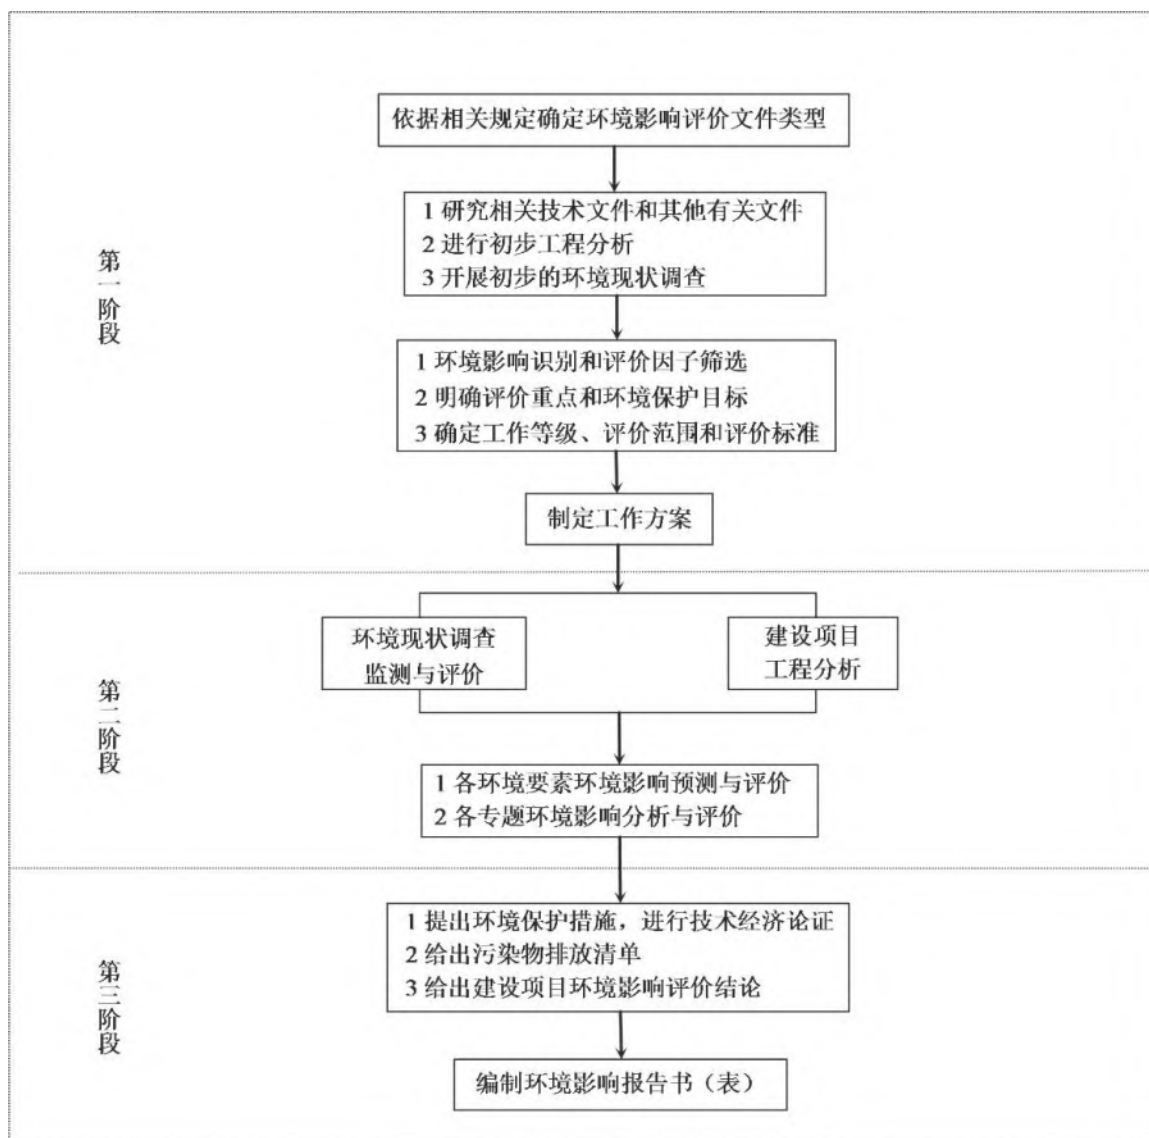 依据相关规定确定环境影响评价文件类型
1 研究相关技术文件和其他有关文件
2 进行初步工程分析
3 开展初步的环境现状调查
第一阶段
1 环境影响识别和评价因子筛选
2 明确评价重点和环境保护目标
3 确定工作等级、评价范围和评价标准
制定工作方案
环境现状调查
监测与评价
建设项目
工程分析
第二阶段
1 各环境要素环境影响预测与评价
2 各专题环境影响分析与评价
1 提出环境保护措施，进行技术经济论证
2 给出污染物排放清单
3 给出建设项目环境影响评价结论
第三阶段
编制环境影响报告书（表）